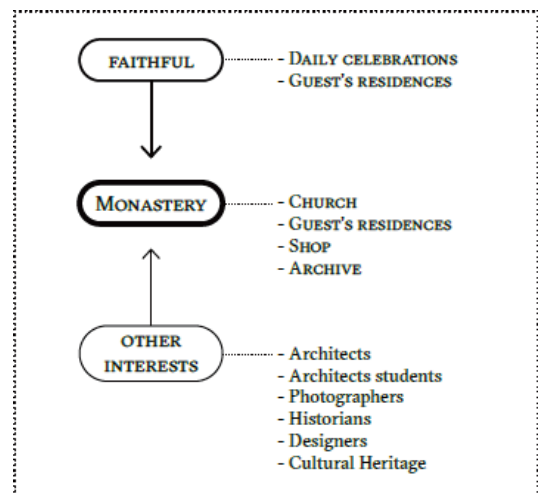 FAITHFUL
- DAILY CELEBRATIONS
- GUEST'S RESIDENCES
MONASTERY
- CHURCH
- GUEST'S RESIDENCES
- SHOP
- ARCHIVE
OTHER
INTERESTS
- Architects
- Architects students
- Photographers
- Historians
- Designers
- Cultural Heritage